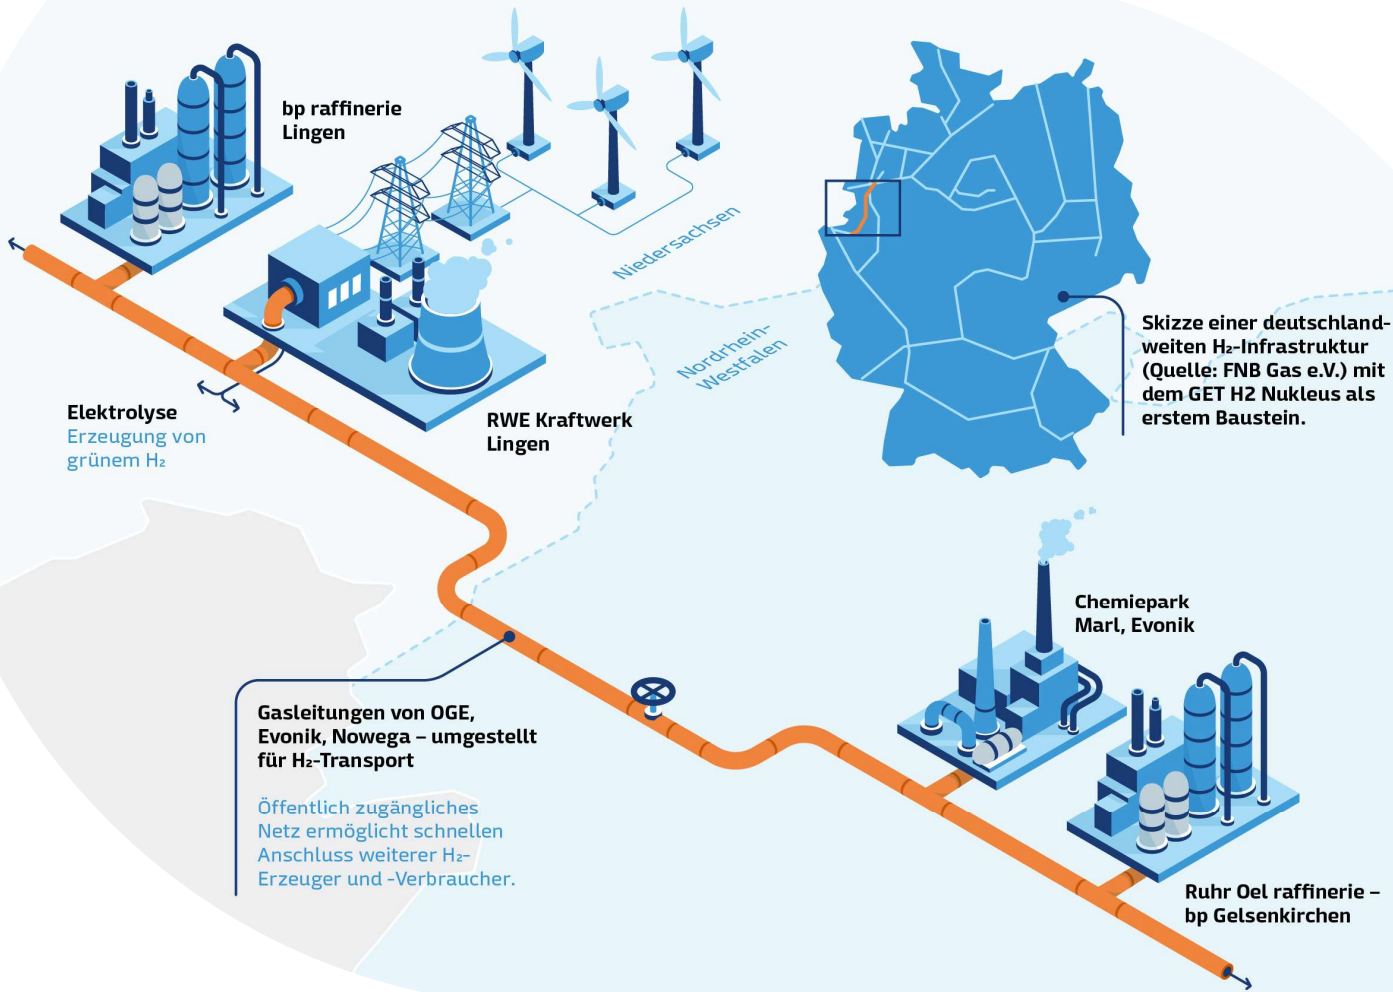 bp raffinerie
Lingen
Niedersachsen
Nordrhein-
Westfalen
Skizze einer deutschland-
weiten H₂-Infrastruktur
(Quelle: FNB Gas e.V.) mit
dem GET H2 Nukleus als
erstem Baustein.
Elektrolyse
Erzeugung von
grünem H₂
RWE Kraftwerk
Lingen
Chemiepark
Marl, Evonik
Gasleitungen von OGE,
Evonik, Nowega – umgestellt
für H₂-Transport
Öffentlich zugängliches
Netz ermöglicht schnellen
Anschluss weiterer H₂-
Erzeuger und -Verbraucher.
Ruhr Oel raffinerie –
bp Gelsenkirchen